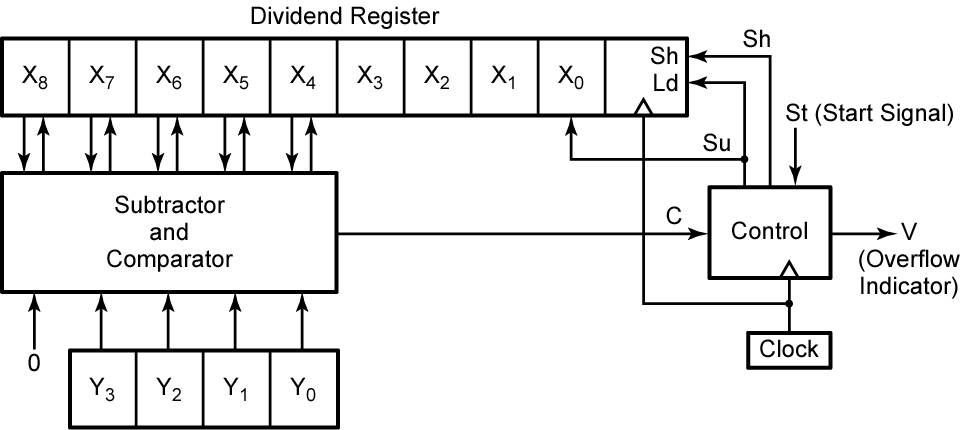 Dividend Register
X8 X7 X6 X5 X4 X3 X2 X1 X0
Sh
Ld
Sh
St (Start Signal)
Su
Subtractor
and
Comparator
C
Control
V
(Overflow
Indicator)
0
Y3 Y2 Y1 Y0
Clock